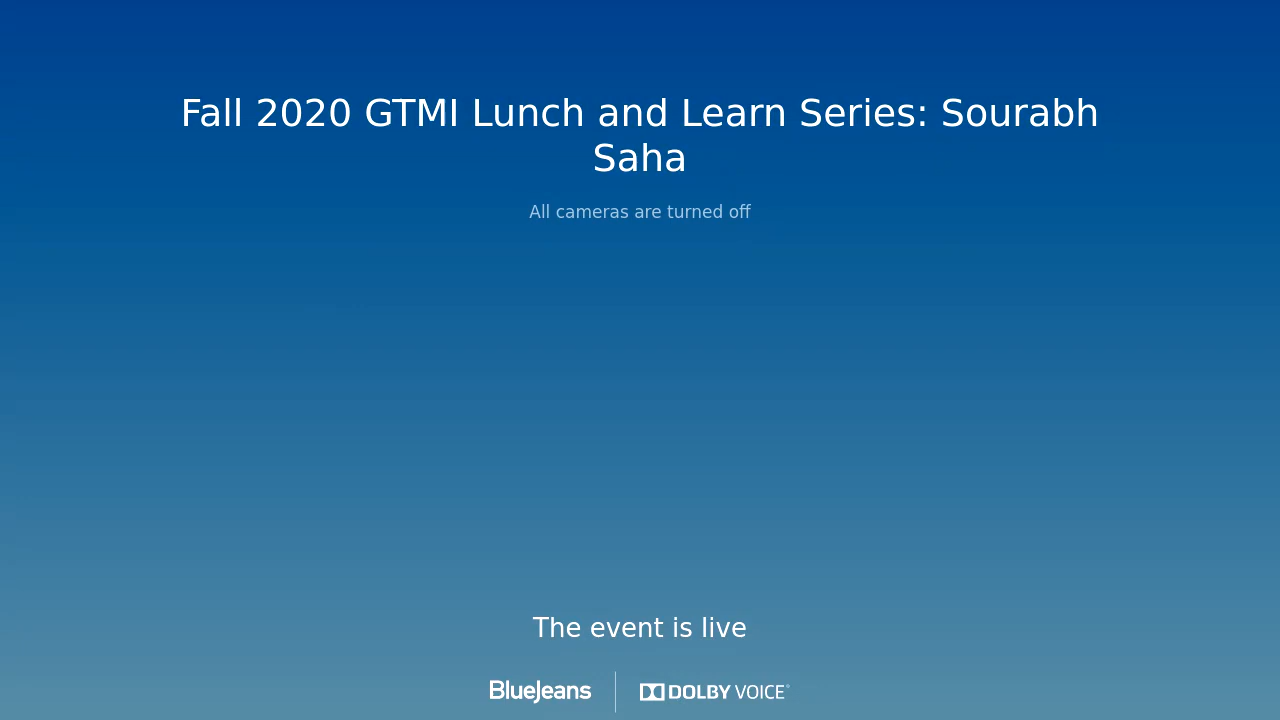 Fall 2020 GTMI Lunch and Learn Series: Sourabh
Saha
All cameras are turned off
The event is live
BlueJeans
DOLBY VOICE